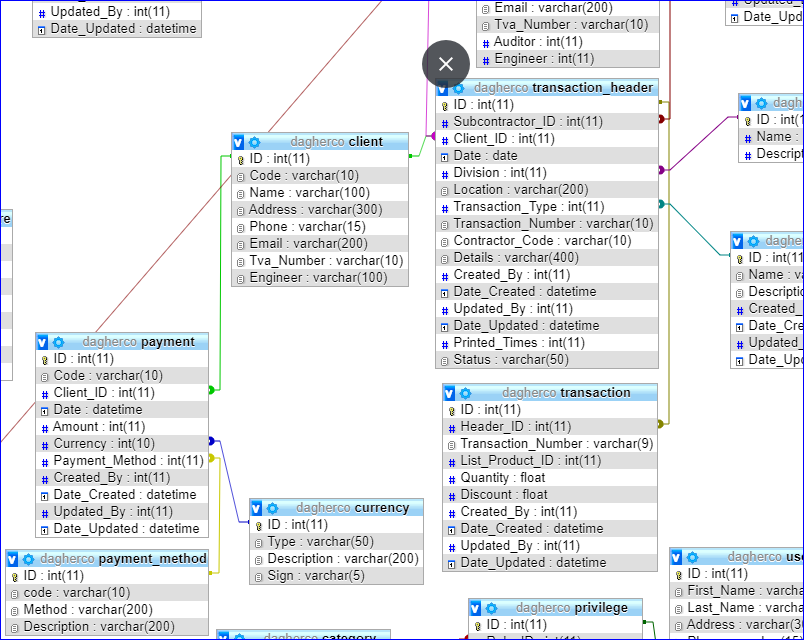 Updated_By : int(11)
Date_Updated : datetime
Email : varchar(200)
Tva_Number : varchar(10)
Auditor : int(11)
Engineer : int(11)
dagherco transaction_header
ID : int(11)
Subcontractor_ID : int(11)
Client_ID : int(11)
Date : date
Division : int(11)
Location : varchar(200)
Transaction_Type : int(11)
Transaction_Number : varchar(10)
Contractor_Code : varchar(10)
Details : varchar(400)
Created_By : int(11)
Date_Created : datetime
Updated_By : int(11)
Date_Updated : datetime
Printed_Times : int(11)
Status : varchar(50)
dagherco client
ID : int(11)
Code : varchar(10)
Name : varchar(100)
Address : varchar(300)
Phone : varchar(15)
Email : varchar(200)
Tva_Number : varchar(10)
Engineer : varchar(100)
dagherco payment
ID : int(11)
Code : varchar(10)
Client_ID : int(11)
Date : datetime
Amount : int(11)
Currency : int(10)
Payment_Method : int(11)
Created_By : int(11)
Date_Created : datetime
Updated_By : int(11)
Date_Updated : datetime
dagherco transaction
ID : int(11)
Header_ID : int(11)
Transaction_Number : varchar(9)
List_Product_ID : int(11)
Quantity : float
Discount : float
Created_By : int(11)
Date_Created : datetime
Updated_By : int(11)
Date_Updated : datetime
dagherco currency
ID : int(11)
Type : varchar(50)
Description : varchar(200)
Sign : varchar(5)
dagherco payment_method
ID : int(11)
code : varchar(10)
Method : varchar(200)
Description : varchar(200)
dagherco category
dagherco privilege
ID : int(11)
Updated_B
Date_Upd
dagh
ID : int(1
Name :
Descript
daghe
ID : int(11
Name : va
Descriptio
Created_
Date_Cre
Updated_
Date_Upd
dagherco use
ID : int(11)
First_Name : varcha
Last_Name : varcha
Address : varchar(30
re